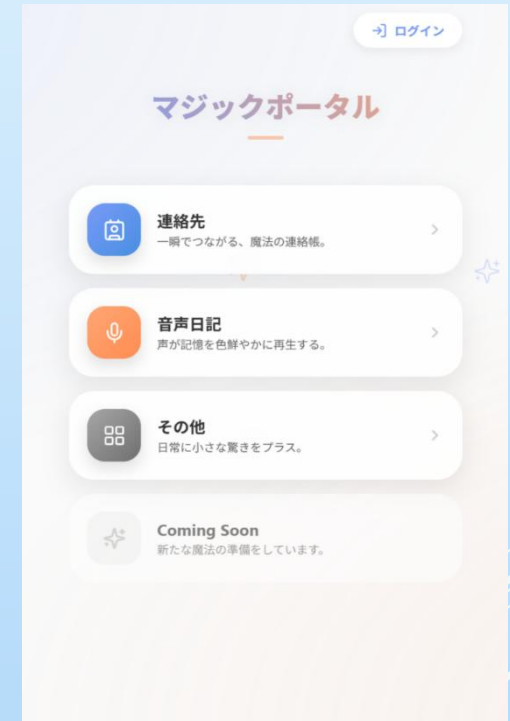 ログイン
マジックポータル
連絡先
一瞬でつながる、魔法の連絡帳。
音声日記
声が記憶を色鮮やかに再生する。
その他
日常に小さな驚きをプラス。
Coming Soon
新たな魔法の準備をしています。